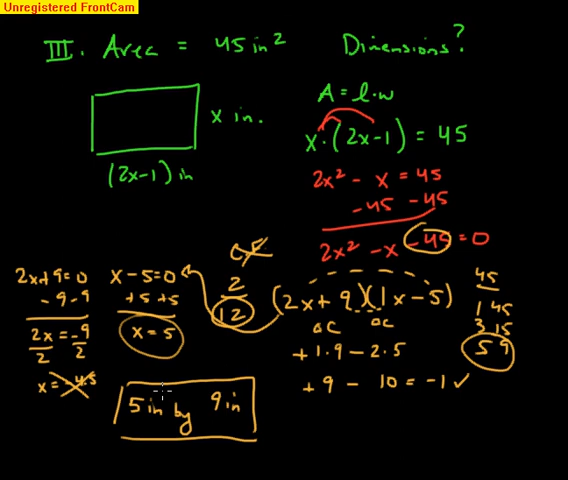 Unregistered FrontCam
III. Area = 45 in² Dimensions?
A = l·w
x in.
x·(2x-1) = 45
(2x-1) in
2x² - x = 45
-45 -45
2x² - x -45 = 0
2x+9=0
-9 -9
2x = -9
2 2
x = -4.5
x-5=0
+5 +5
x = 5
2
12
(2x+9)(1x-5)
OC OC
+1·9 -2·5
+9 - 10 = -1 ✓
45
1 45
3 15
5 9
5 in by 9 in